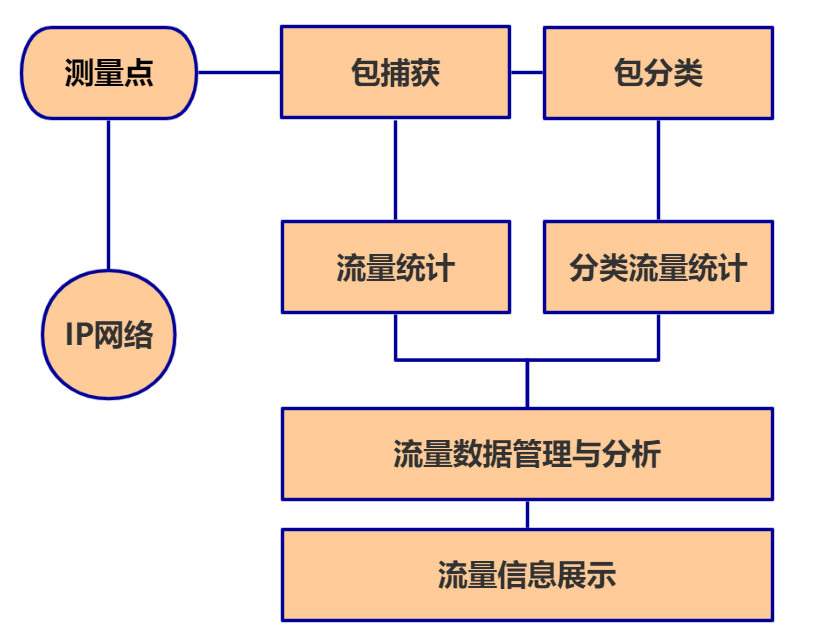 测量点
包捕获
包分类
流量统计
分类流量统计
IP网络
流量数据管理与分析
流量信息展示